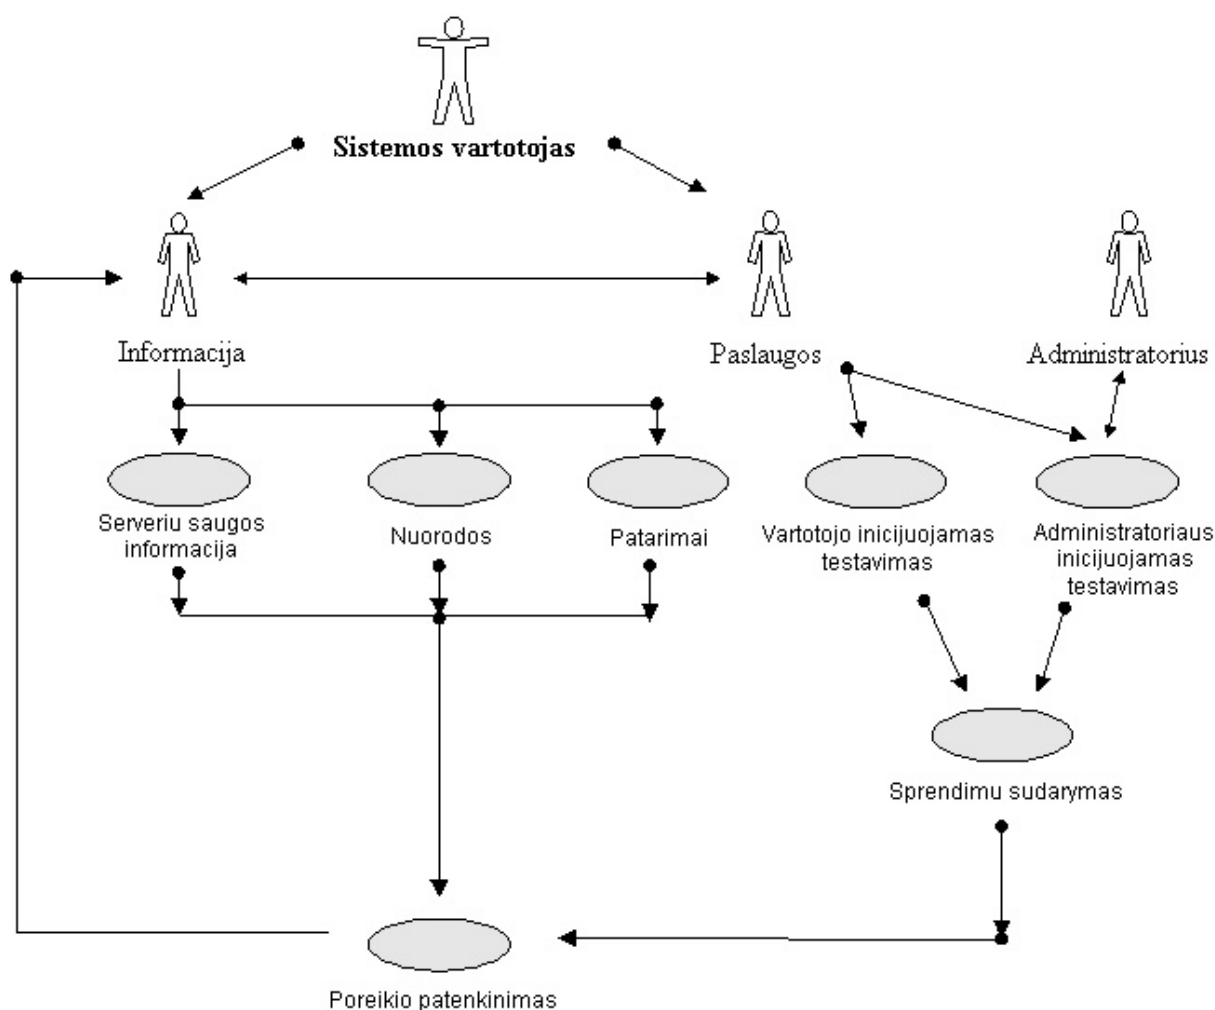 Sistemos vartotojas
Informacija
Paslaugos
Administratorius
Serveriu saugos
informacija
Nuorodos
Patarimai
Vartotojo inicijuojamas
testavimas
Administratoriaus
inicijuojamas
testavimas
Sprendimu sudarymas
Poreikio patenkinimas